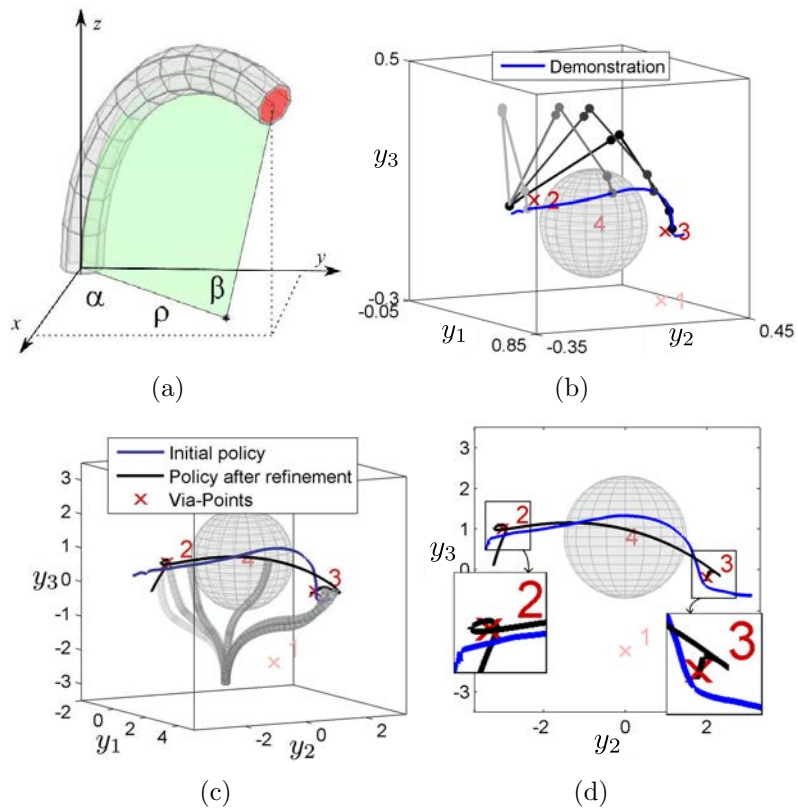 z
y
x
α
ρ
β
(a)
0.5
Demonstration
y3
2
4
3
1
-0.3
-0.05
y1
0.85
-0.35
y2
0.45
(b)
Initial policy
Policy after refinement
Via-Points
3
2
1
0
-1
-2
-3
y3
2
4
3
1
-2
0
2
4
y1
-2
0
2
y2
(c)
3
2
1
0
-1
-3
y3
2
4
3
1
2
3
-2
0
2
y2
(d)